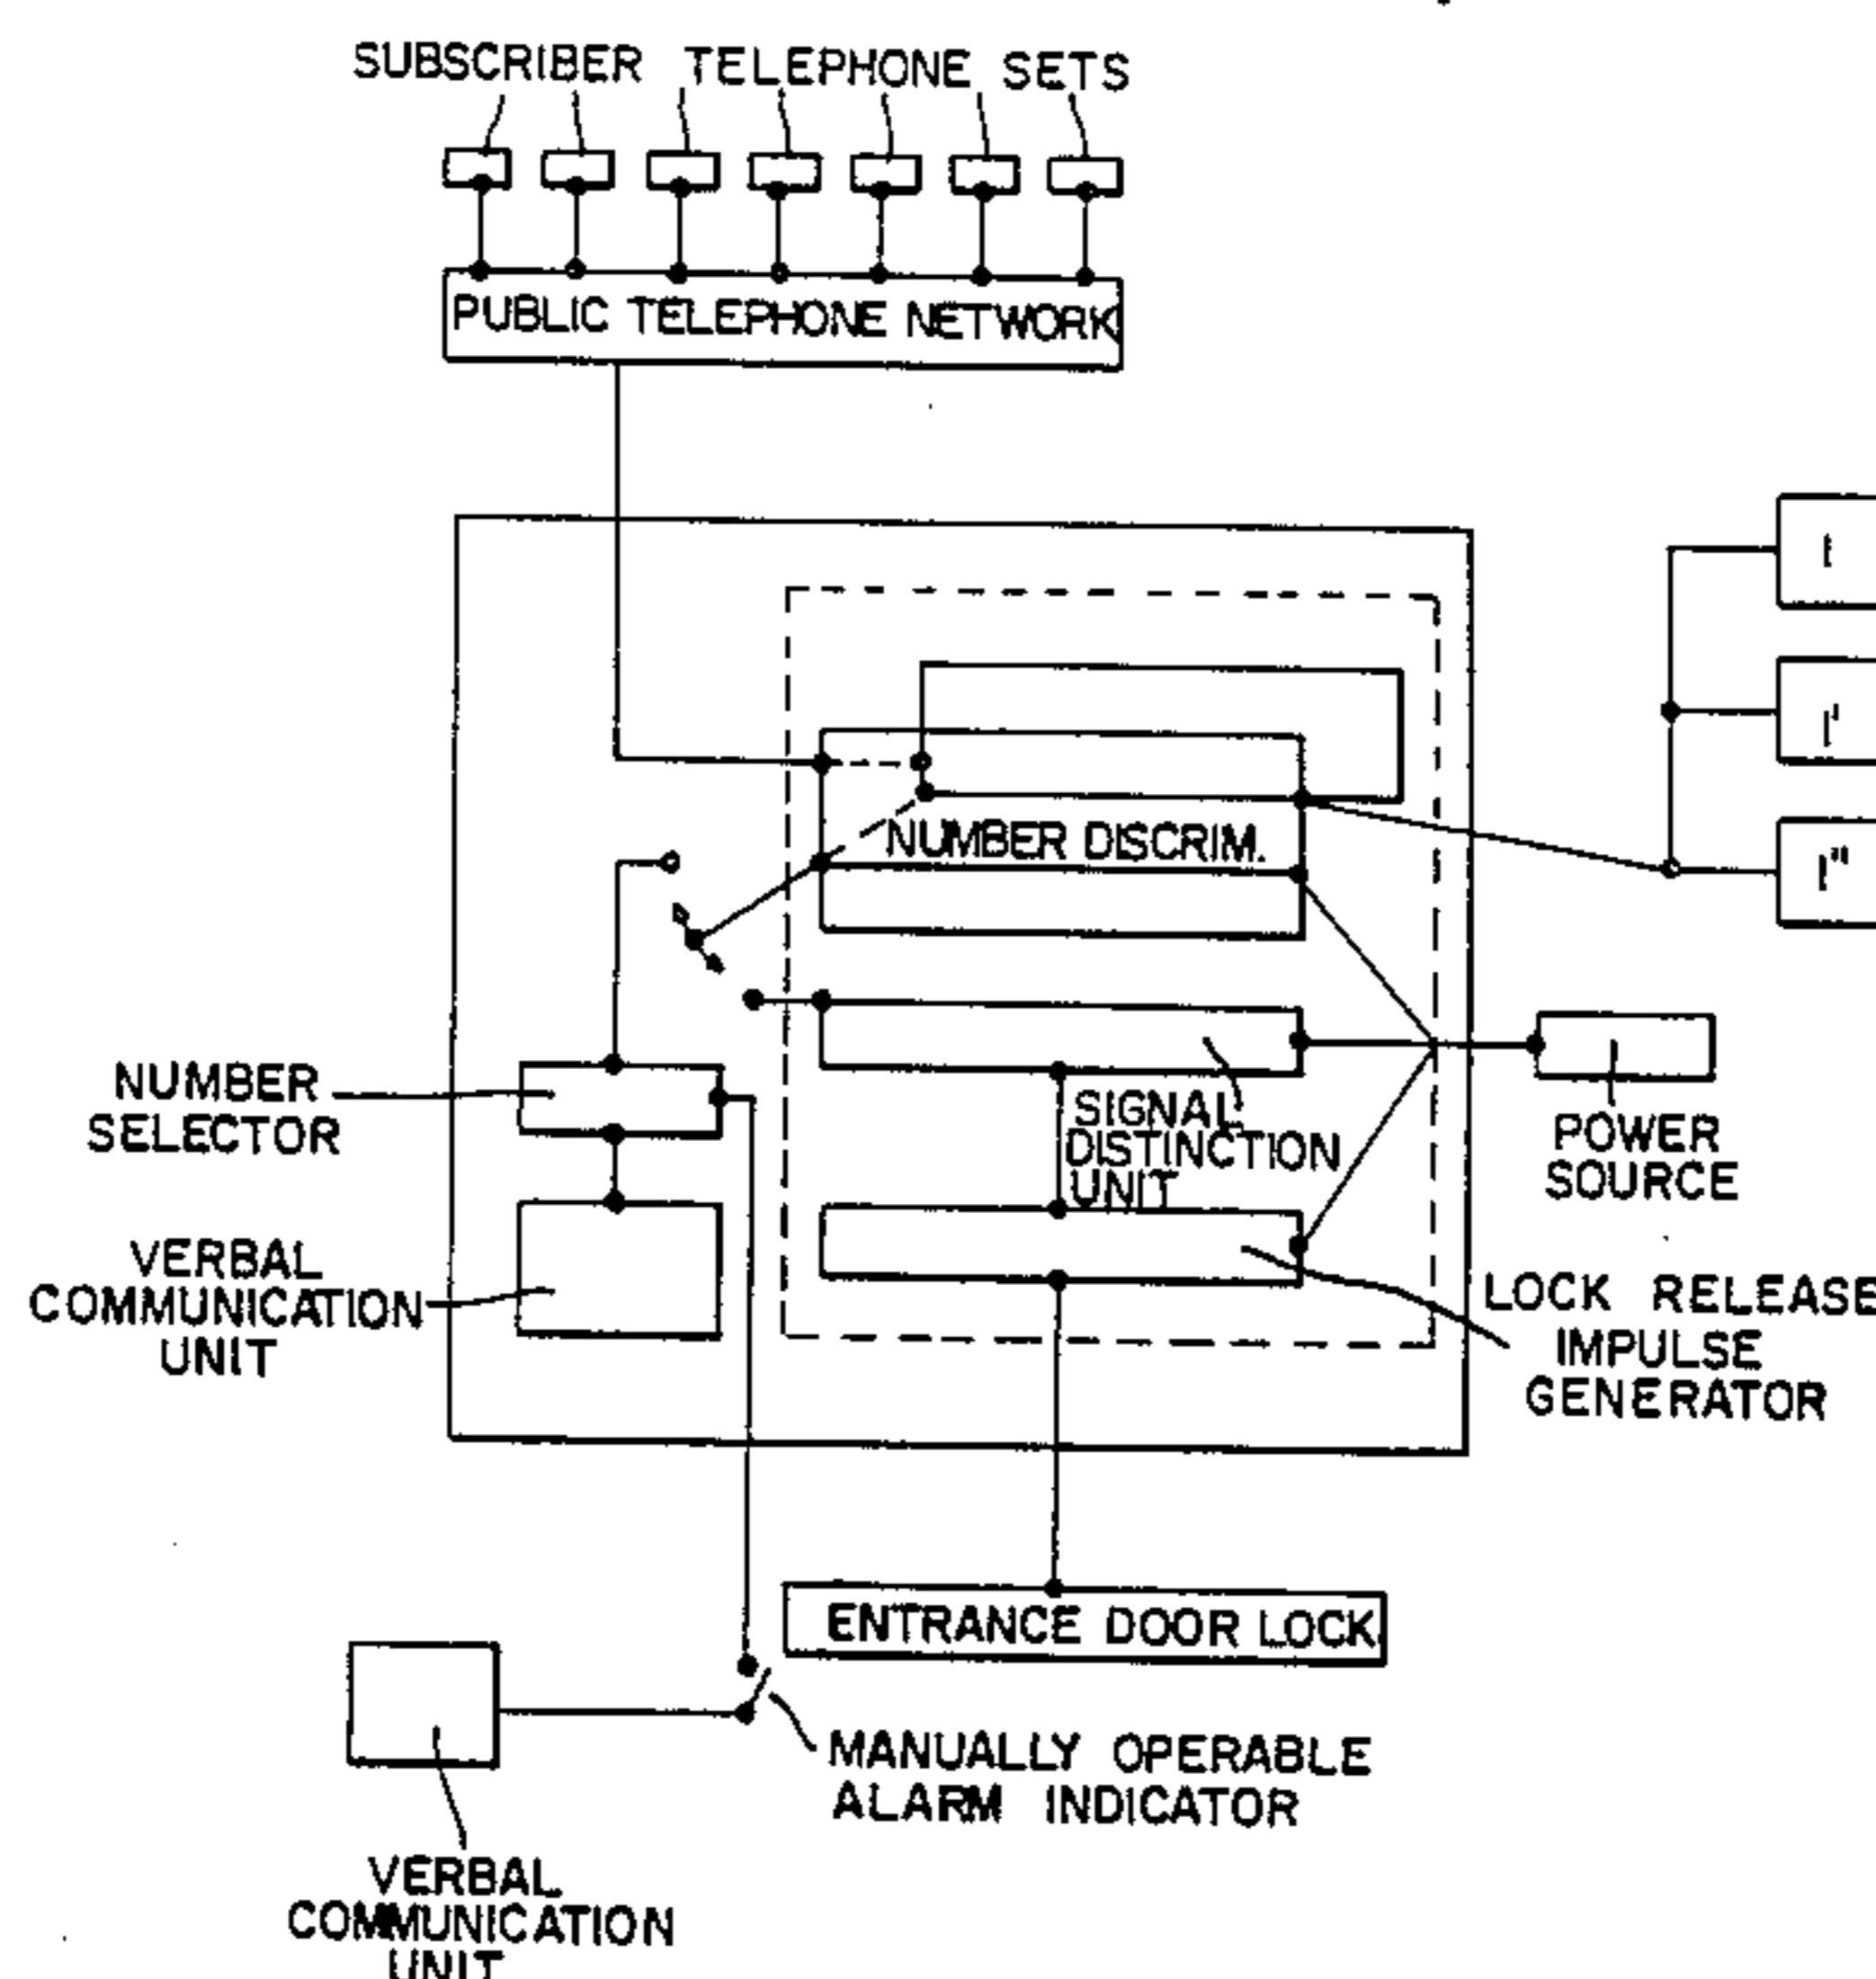 SUBSCRIBER TELEPHONE SETS
PUBLIC TELEPHONE NETWORK
I
I'
I"
NUMBER DISCRIM.
NUMBER
SELECTOR
SIGNAL
DISTINCTION
UNIT
POWER
SOURCE
VERBAL
COMMUNICATION
UNIT
LOCK RELEASE
IMPULSE
GENERATOR
ENTRANCE DOOR LOCK
MANUALLY OPERABLE
ALARM INDICATOR
VERBAL
COMMUNICATION
UNIT